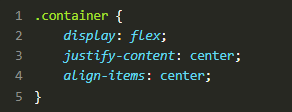 1 .container {
2     display: flex;
3     justify-content: center;
4     align-items: center;
5 }